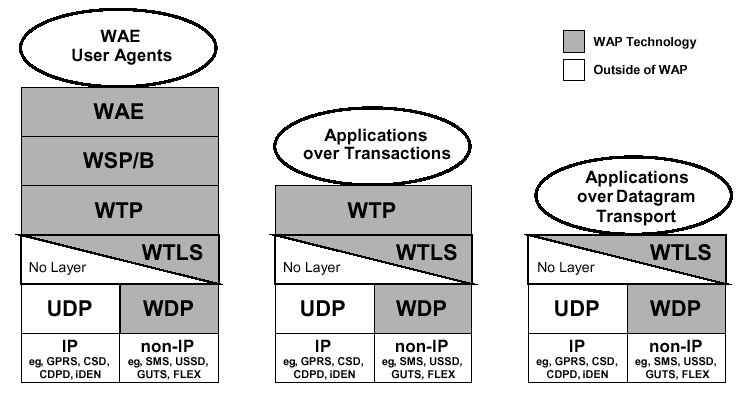 WAE
User Agents
WAE
WSP/B
WTP
WTLS
No Layer
UDP
WDP
IP
eg, GPRS, CSD,
CDPD, iDEN
non-IP
eg, SMS, USSD,
GUTS, FLEX
Applications
over Transactions
WTP
WTLS
No Layer
UDP
WDP
IP
eg, GPRS, CSD,
CDPD, iDEN
non-IP
eg, SMS, USSD,
GUTS, FLEX
WAP Technology
Outside of WAP
Applications
over Datagram
Transport
WTLS
No Layer
UDP
WDP
IP
eg, GPRS, CSD,
CDPD, iDEN
non-IP
eg, SMS, USSD,
GUTS, FLEX